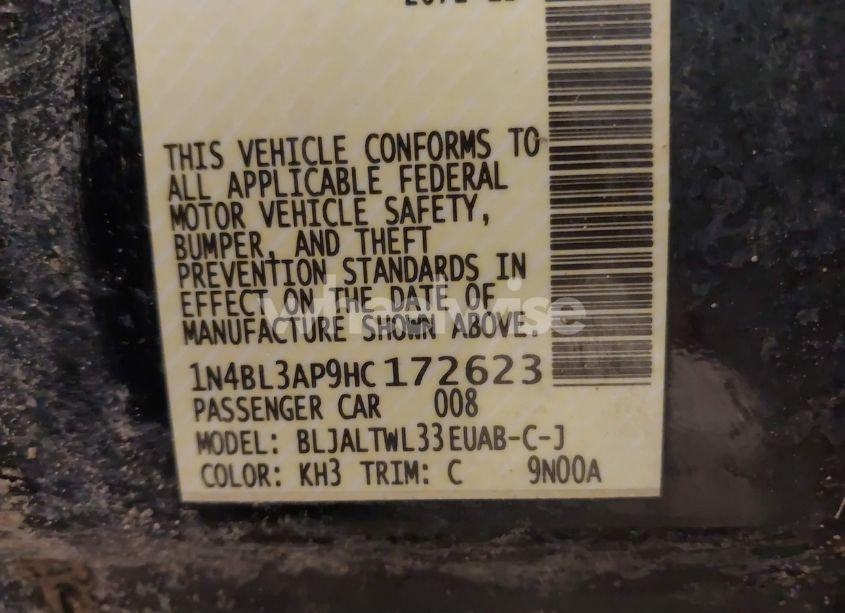 THIS VEHICLE CONFORMS TO
ALL APPLICABLE FEDERAL
MOTOR VEHICLE SAFETY,
BUMPER, AND THEFT
PREVENTION STANDARDS IN
EFFECT ON THE DATE OF
MANUFACTURE SHOWN ABOVE.
1N4BL3AP9HC172623
PASSENGER CAR 008
MODEL: BLJALTWL33EUAB-C-J
COLOR: KH3 TRIM: C 9N00A